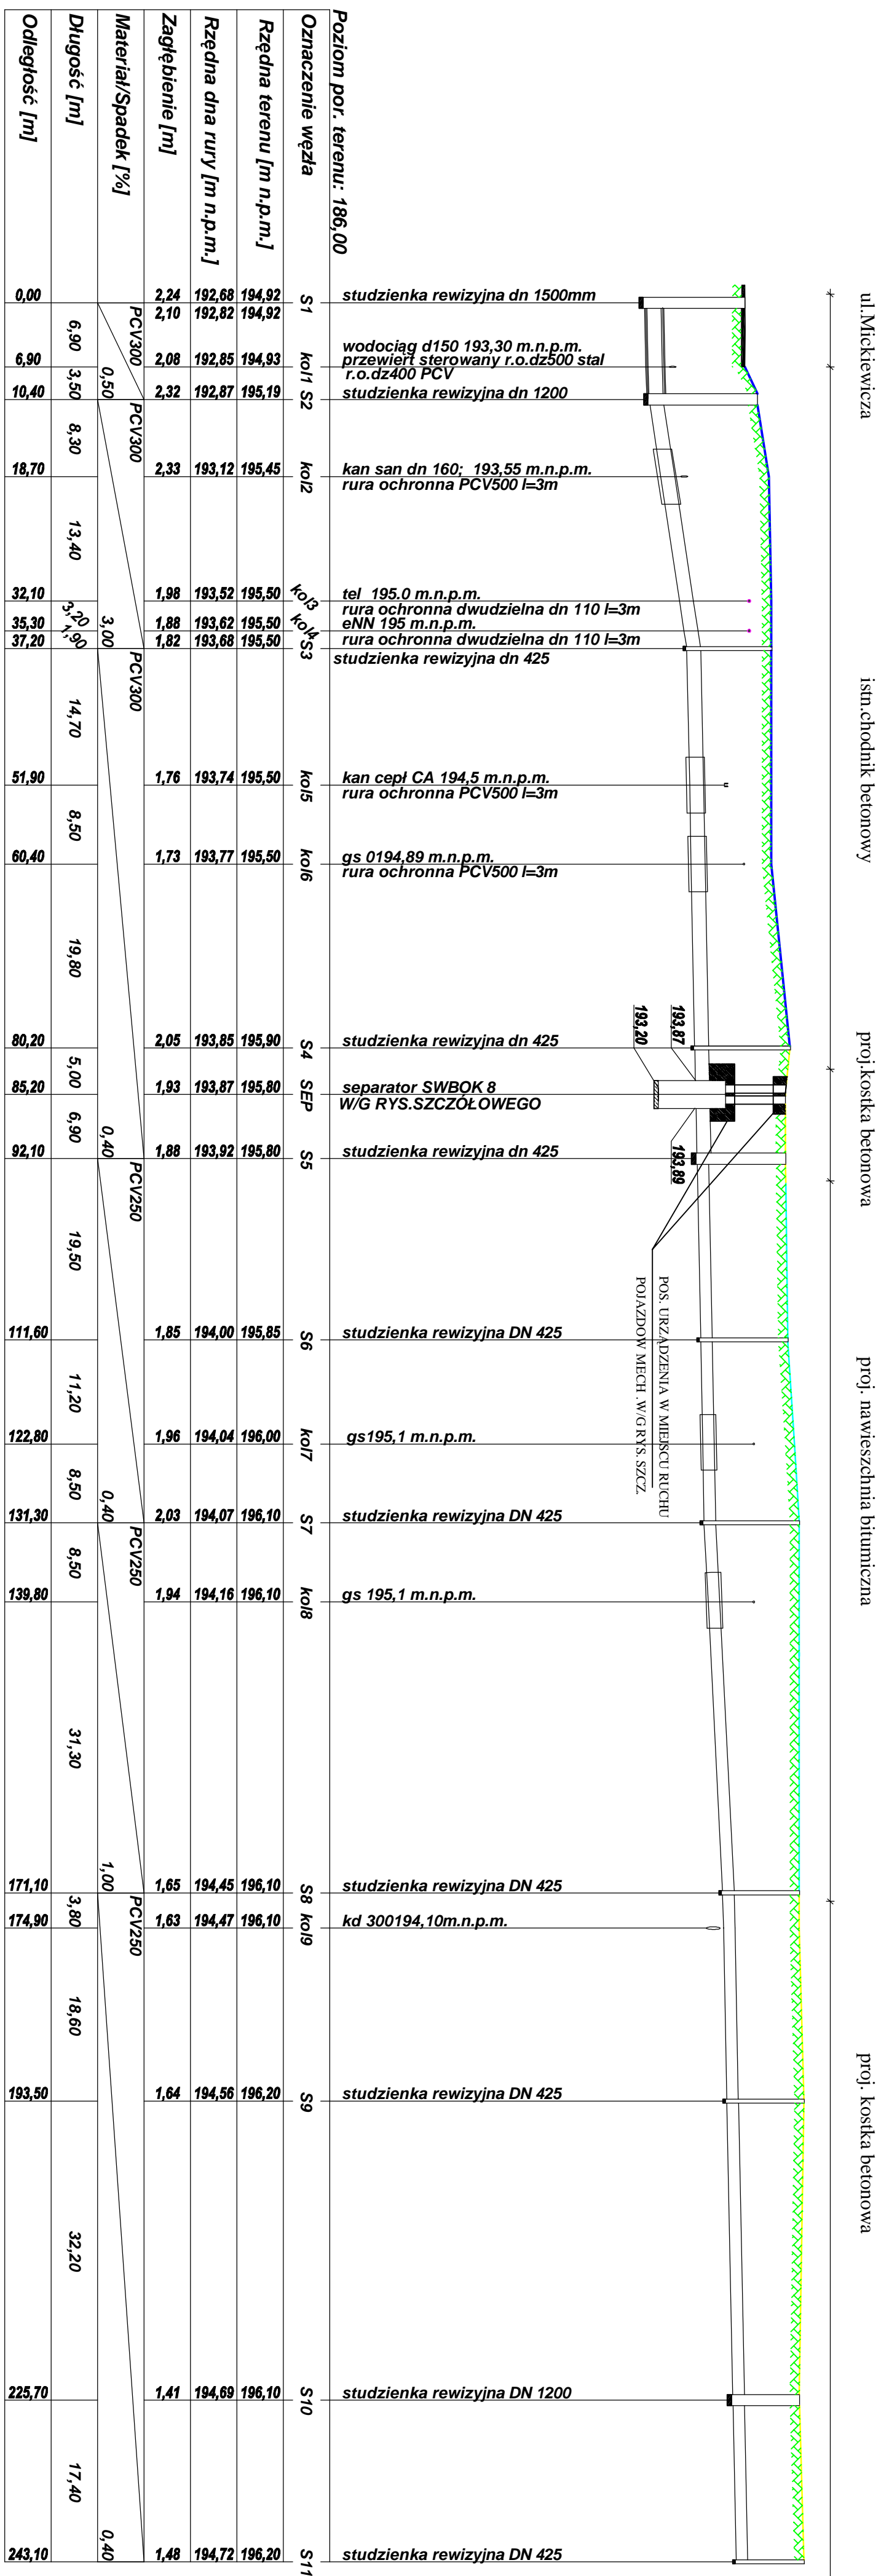 ul.Mickiewicza
istn.chodnik betonowy
proj.kostka betonowa
proj. nawieszchnia bitumiczna
proj. kostka betonowa
POS. URZĄDZENIA W MIEJSCU RUCHU
POJAZDOW MECH .W/G RYS. SZCZ.
193,87
193,20
193,89
Poziom por. terenu: 186,00
studzienka rewizyjna dn 1500mm
wodociąg d150 193,30 m.n.p.m.
przewiert sterowany r.o.dz500 stal
r.o.dz400 PCV
studzienka rewizyjna dn 1200
kan san dn 160; 193,55 m.n.p.m.
rura ochronna PCV500 l=3m
tel 195.0 m.n.p.m.
rura ochronna dwudzielna dn 110 l=3m
eNN 195 m.n.p.m.
rura ochronna dwudzielna dn 110 l=3m
studzienka rewizyjna dn 425
kan cepł CA 194,5 m.n.p.m.
rura ochronna PCV500 l=3m
gs 0194,89 m.n.p.m.
rura ochronna PCV500 l=3m
studzienka rewizyjna dn 425
separator SWBOK 8
W/G RYS.SZCZÓŁOWEGO
studzienka rewizyjna dn 425
studzienka rewizyjna DN 425
gs195,1 m.n.p.m.
studzienka rewizyjna DN 425
gs 195,1 m.n.p.m.
studzienka rewizyjna DN 425
kd 300194,10m.n.p.m.
studzienka rewizyjna DN 425
studzienka rewizyjna DN 1200
studzienka rewizyjna DN 425
Oznaczenie węzła S1 kol1 S2 kol2 kol3 kol4 S3 kol5 kol6 S4 SEP S5 S6 kol7 S7 kol8 S8 kol9 S9 S10 S11
Rzędna terenu [m n.p.m.] 194,92 194,92 194,93 195,19 195,45 195,50 195,50 195,50 195,50 195,50 195,90 195,80 195,80 195,85 196,00 196,10 196,10 196,10 196,10 196,20 196,10 196,20
Rzędna dna rury [m n.p.m.] 192,68 192,82 192,85 192,87 193,12 193,52 193,62 193,68 193,74 193,77 193,85 193,87 193,92 194,00 194,04 194,07 194,16 194,45 194,47 194,56 194,69 194,72
Zagłębienie [m] 2,24 2,10 2,08 2,32 2,33 1,98 1,88 1,82 1,76 1,73 2,05 1,93 1,88 1,85 1,96 2,03 1,94 1,65 1,63 1,64 1,41 1,48
Materiał/Spadek [%] PCV300 0,50 PCV300 3,00 PCV300 0,40 PCV250 0,40 PCV250 1,00 PCV250 0,40
Długość [m] 6,90 3,50 8,30 13,40 3,20 1,90 14,70 8,50 19,80 5,00 6,90 19,50 11,20 8,50 8,50 31,30 3,80 18,60 32,20 17,40
Odległość [m] 0,00 6,90 10,40 18,70 32,10 35,30 37,20 51,90 60,40 80,20 85,20 92,10 111,60 122,80 131,30 139,80 171,10 174,90 193,50 225,70 243,10